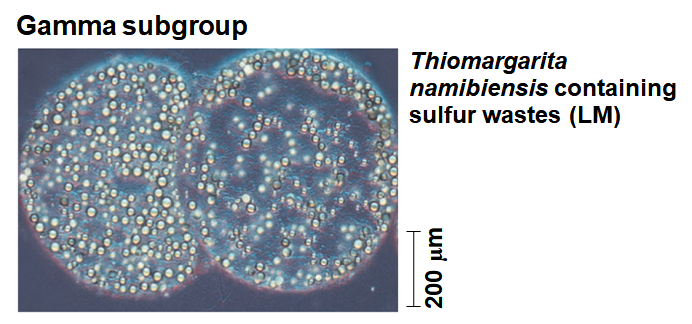 Gamma subgroup
Thiomargarita
namibiensis containing
sulfur wastes (LM)
200 μm